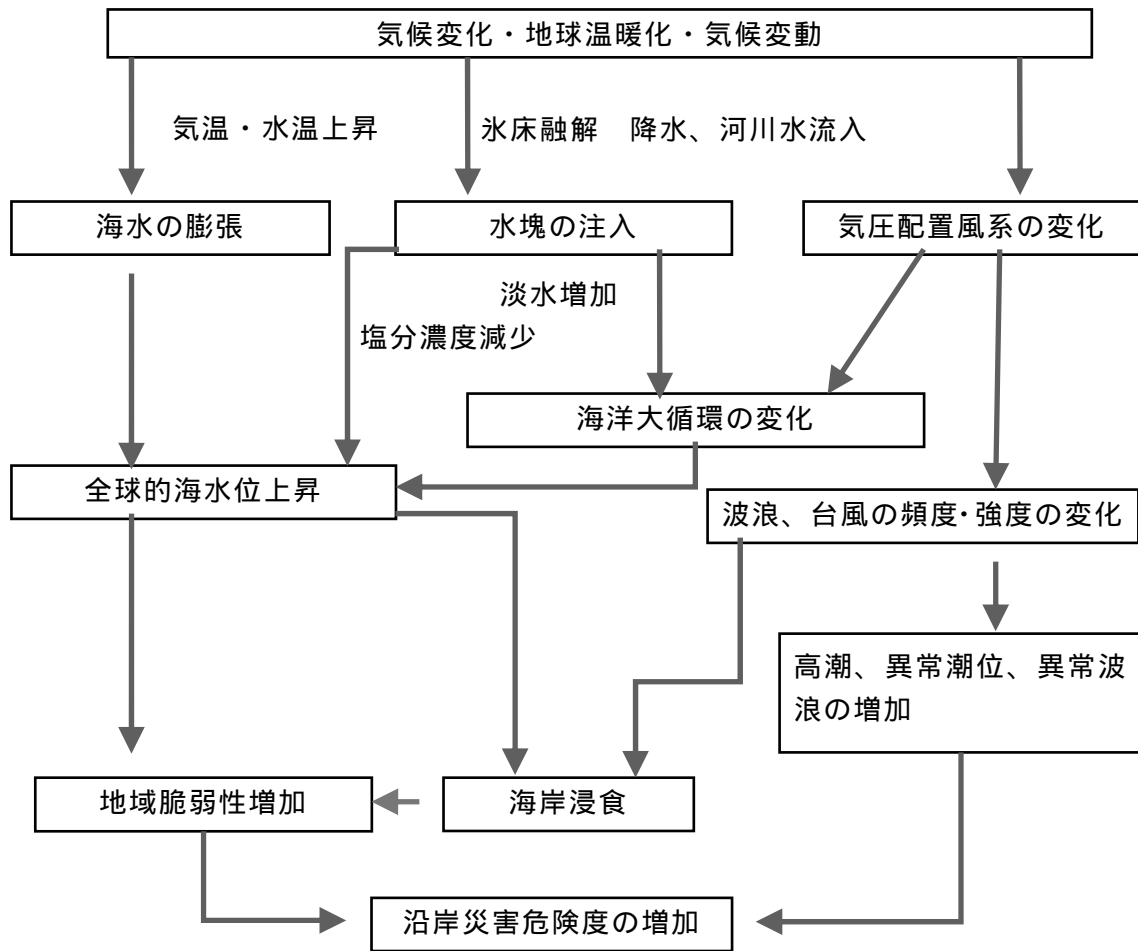 気候変化・地球温暖化・気候変動
気温・水温上昇
氷床融解　降水、河川水流入
海水の膨張
水塊の注入
気圧配置風系の変化
淡水増加
塩分濃度減少
海洋大循環の変化
全球的海水位上昇
波浪、台風の頻度・強度の変化
高潮、異常潮位、異常波
浪の増加
地域脆弱性増加
海岸浸食
沿岸災害危険度の増加